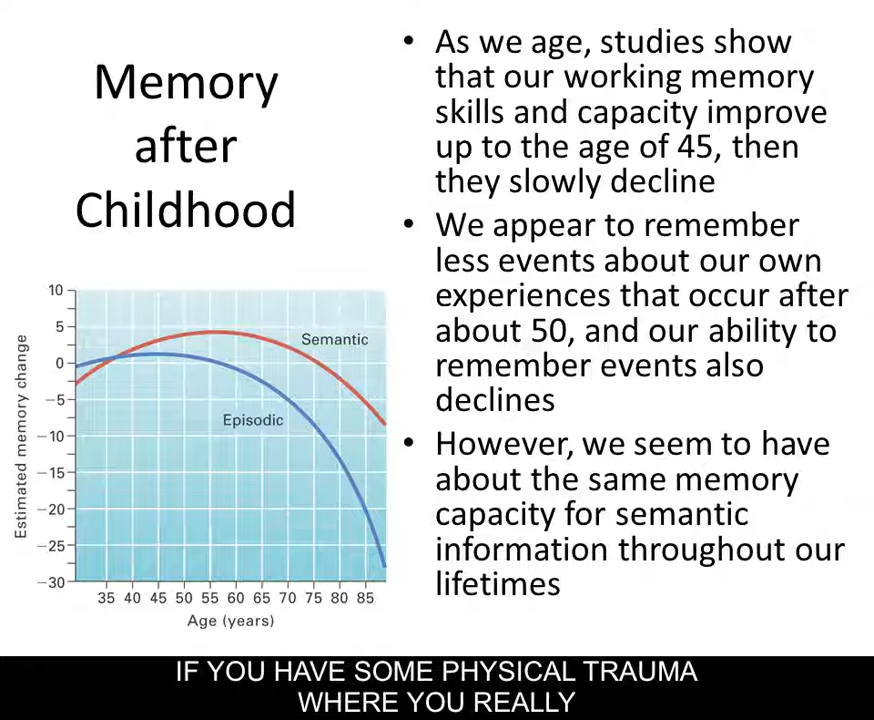 Memory
after
Childhood
• As we age, studies show
that our working memory
skills and capacity improve
up to the age of 45, then
they slowly decline
• We appear to remember
less events about our own
experiences that occur after
about 50, and our ability to
remember events also
declines
• However, we seem to have
about the same memory
capacity for semantic
information throughout our
lifetimes
Estimated memory change
10
5
0
−5
−10
−15
−20
−25
−30
Semantic
Episodic
35 40 45 50 55 60 65 70 75 80 85
Age (years)
IF YOU HAVE SOME PHYSICAL TRAUMA
WHERE YOU REALLY